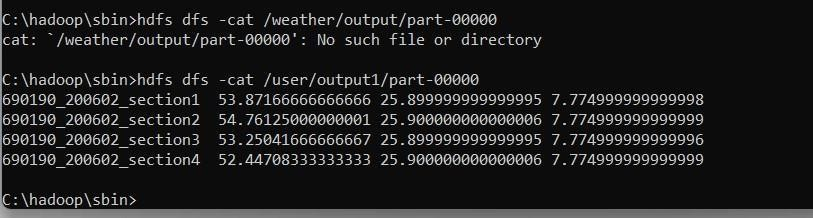 C:\hadoop\sbin>hdfs dfs -cat /weather/output/part-00000
cat: `/weather/output/part-00000': No such file or directory
C:\hadoop\sbin>hdfs dfs -cat /user/output1/part-00000
690190_200602_section1  53.87166666666666 25.899999999999995 7.774999999999998
690190_200602_section2  54.76125000000001 25.900000000000006 7.774999999999999
690190_200602_section3  53.25041666666667 25.899999999999995 7.774999999999996
690190_200602_section4  52.44708333333333 25.900000000000006 7.774999999999999
C:\hadoop\sbin>